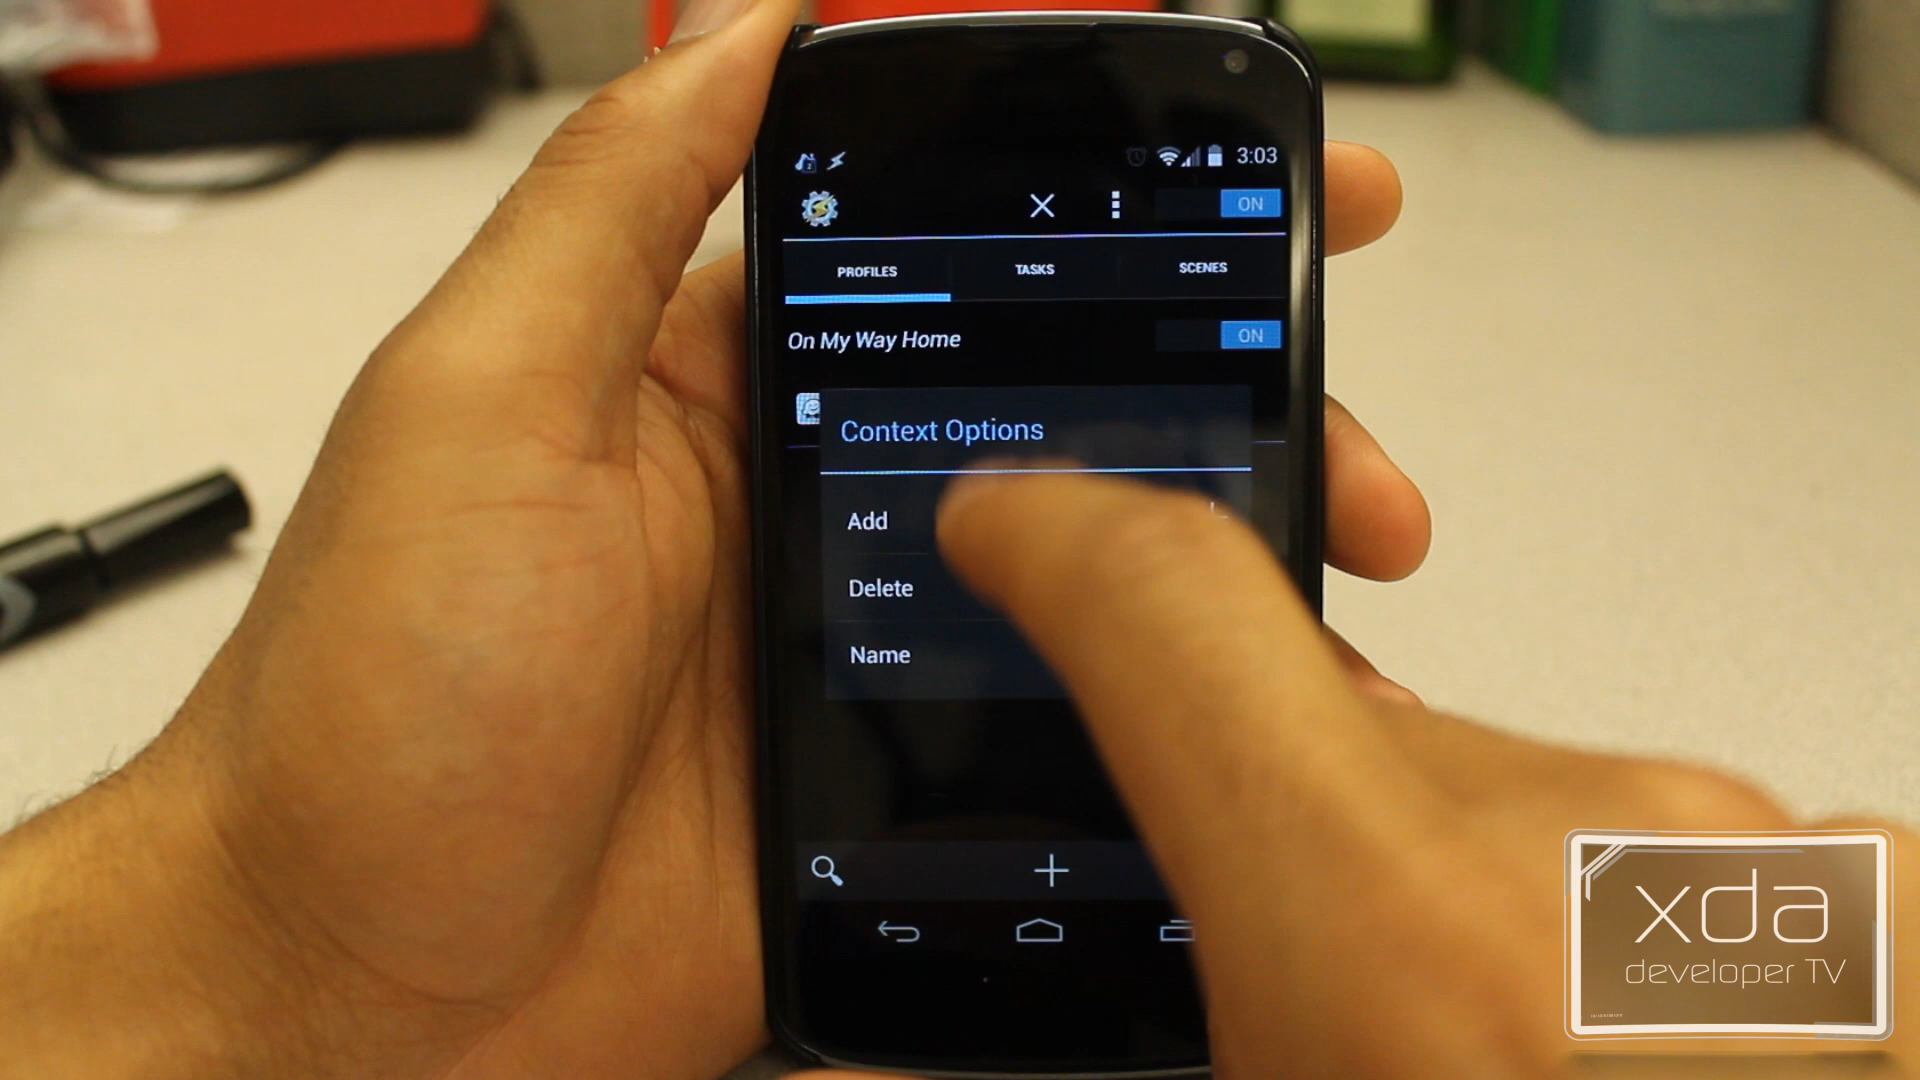 3:03
ON
PROFILES TASKS SCENES
On My Way Home ON
Context Options
Add
Delete
Name
xda
developer TV